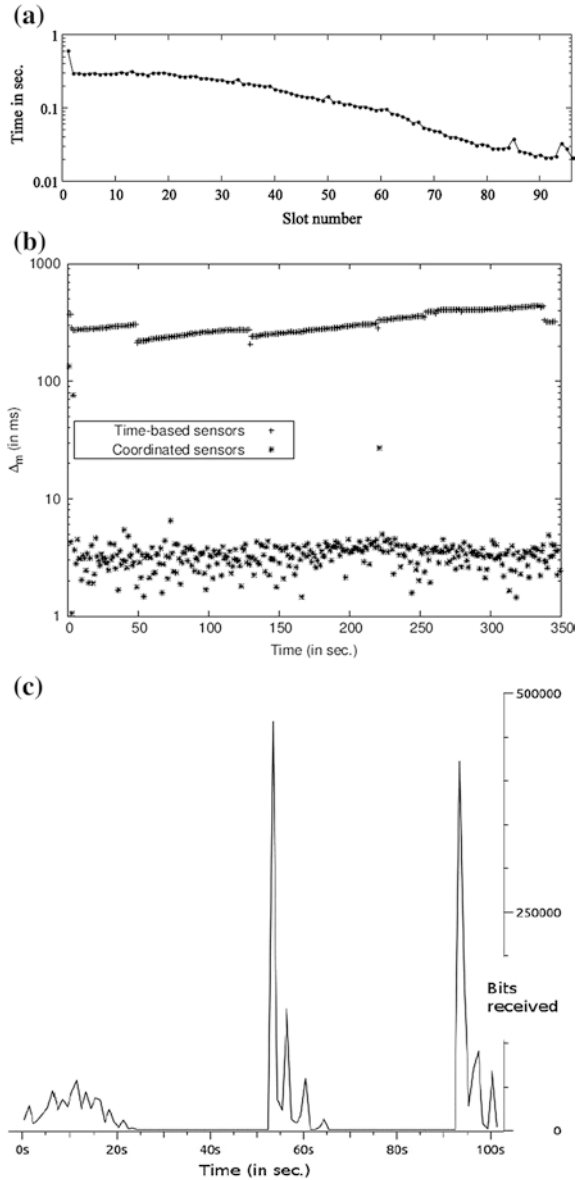 (a)
Time in sec.
1
0.1
0.01
0 10 20 30 40 50 60 70 80 90
Slot number
(b)
Δm (in ms)
1000
100
10
1
Time-based sensors +
Coordinated sensors *
0 50 100 150 200 250 300 350
Time (in sec.)
(c)
500000
250000
Bits
received
0
0s 20s 40s 60s 80s 100s
Time (in sec.)